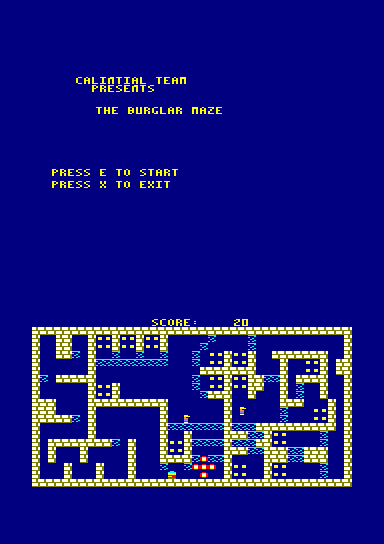 CALINTIAL TEAM
PRESENTS
THE BURGLAR MAZE
PRESS E TO START
PRESS X TO EXIT
SCORE: 20